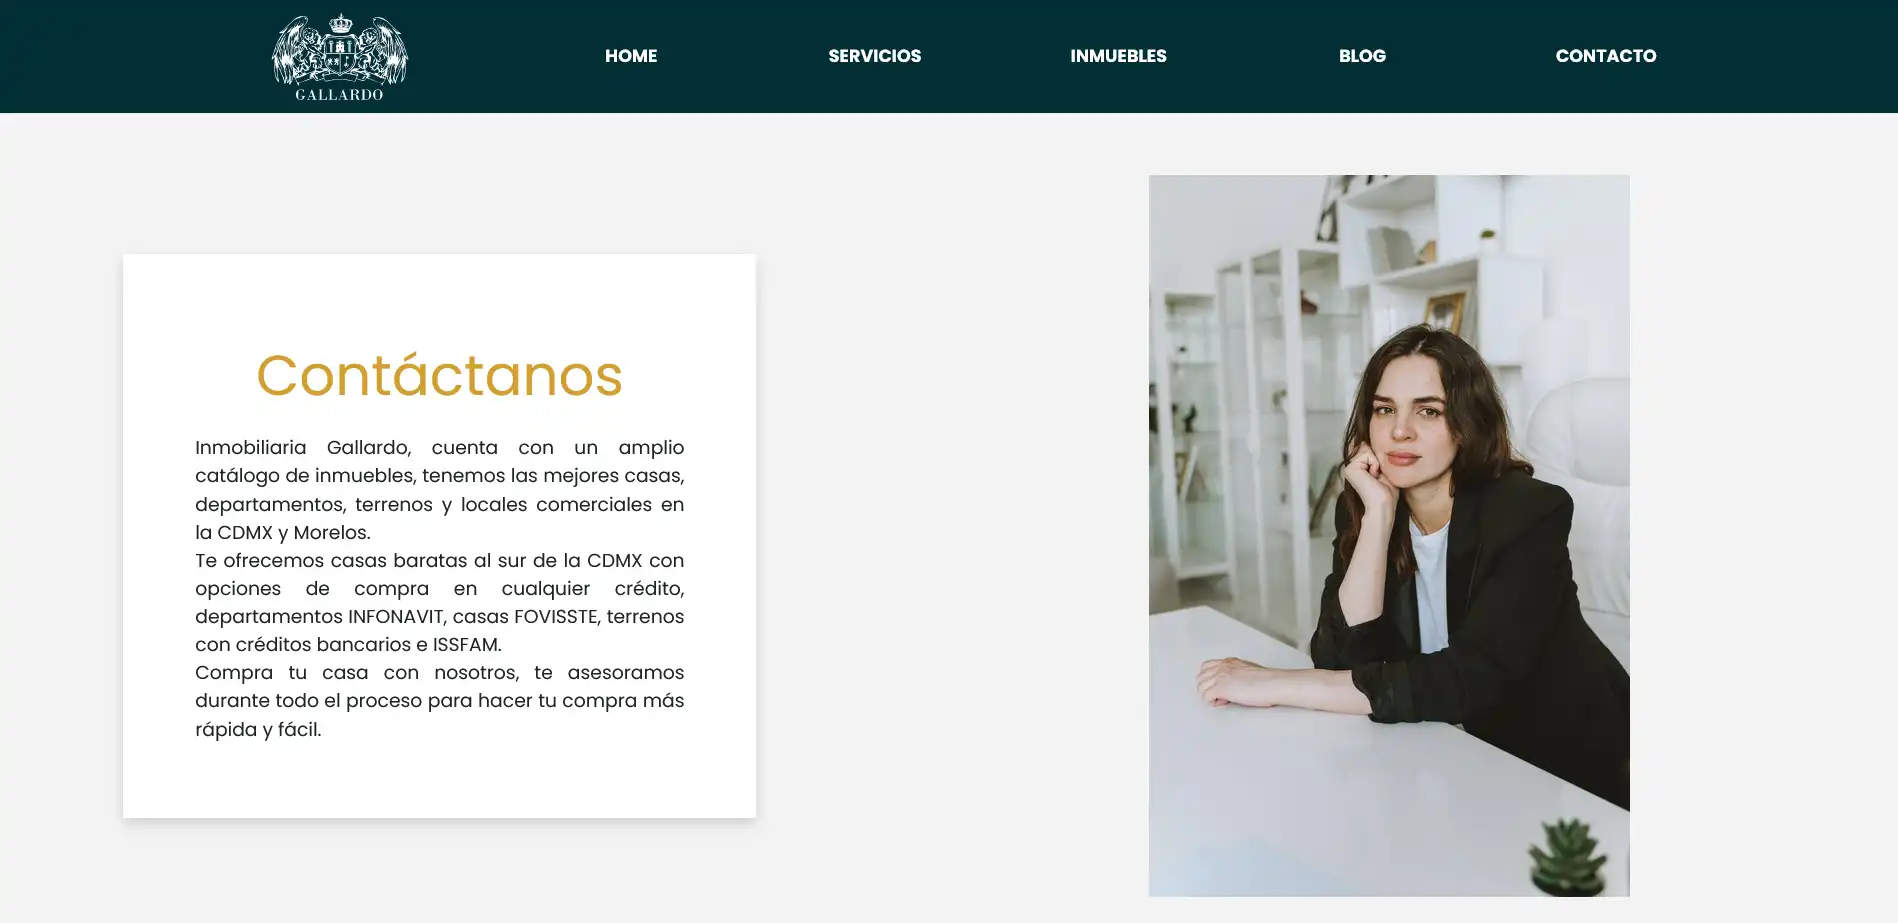 GALLARDO
HOME
SERVICIOS
INMUEBLES
BLOG
CONTACTO
Contáctanos
Inmobiliaria Gallardo, cuenta con un amplio
catálogo de inmuebles, tenemos las mejores casas,
departamentos, terrenos y locales comerciales en
la CDMX y Morelos.
Te ofrecemos casas baratas al sur de la CDMX con
opciones de compra en cualquier crédito,
departamentos INFONAVIT, casas FOVISSTE, terrenos
con créditos bancarios e ISSFAM.
Compra tu casa con nosotros, te asesoramos
durante todo el proceso para hacer tu compra más
rápida y fácil.